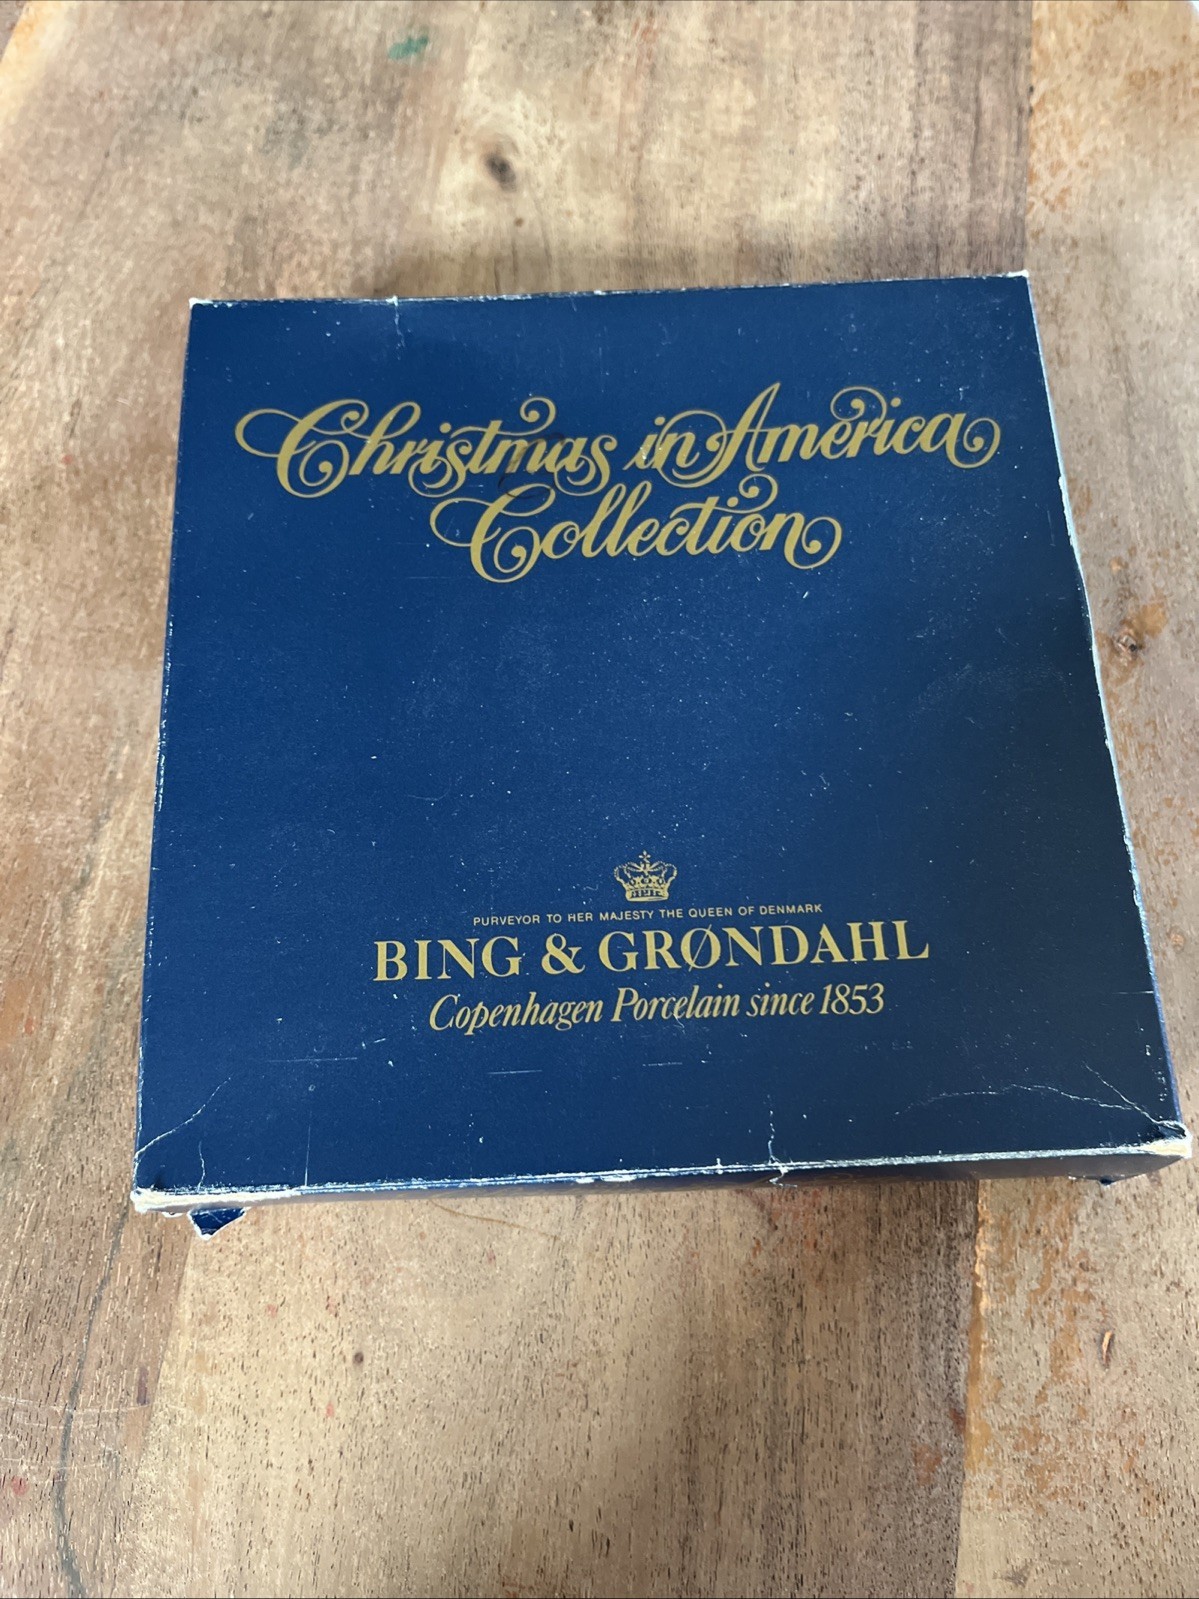 Christmas in America
Collection
PURVEYOR TO HER MAJESTY THE QUEEN OF DENMARK
BING & GRØNDAHL
Copenhagen Porcelain since 1853